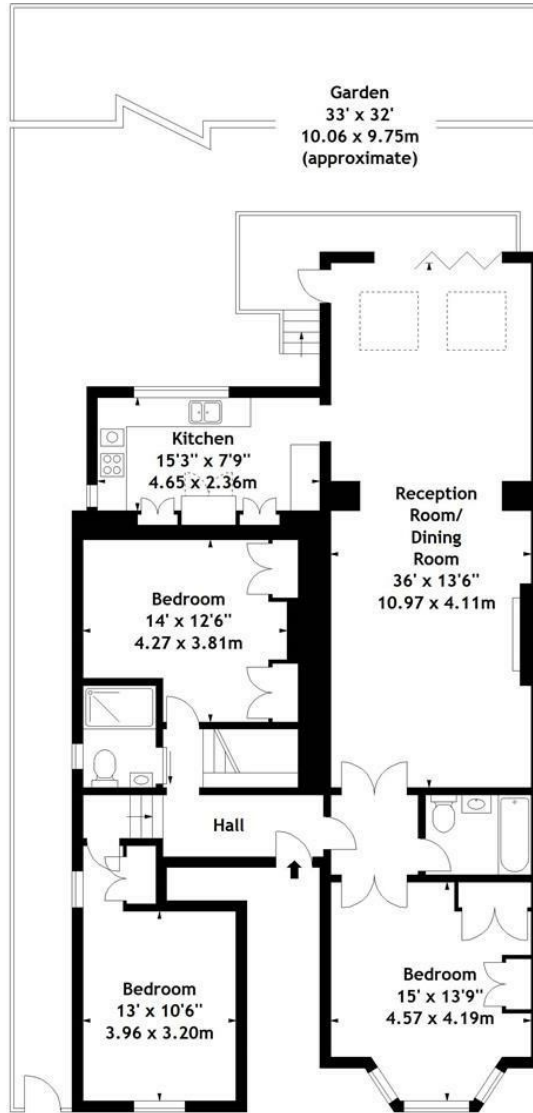 Garden
33' x 32'
10.06 x 9.75m
(approximate)
Kitchen
15'3" x 7'9"
4.65 x 2.36m
Reception
Room/
Dining
Room
36' x 13'6"
10.97 x 4.11m
Bedroom
14' x 12'6"
4.27 x 3.81m
Hall
Bedroom
13' x 10'6"
3.96 x 3.20m
Bedroom
15' x 13'9"
4.57 x 4.19m